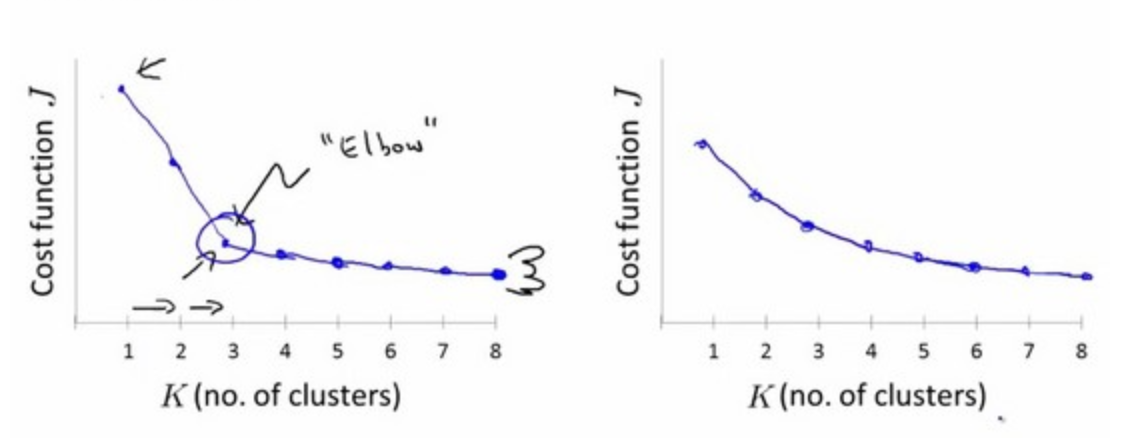 "Elbow"
Cost function J
1 2 3 4 5 6 7 8
K (no. of clusters)
Cost function J
1 2 3 4 5 6 7 8
K (no. of clusters)